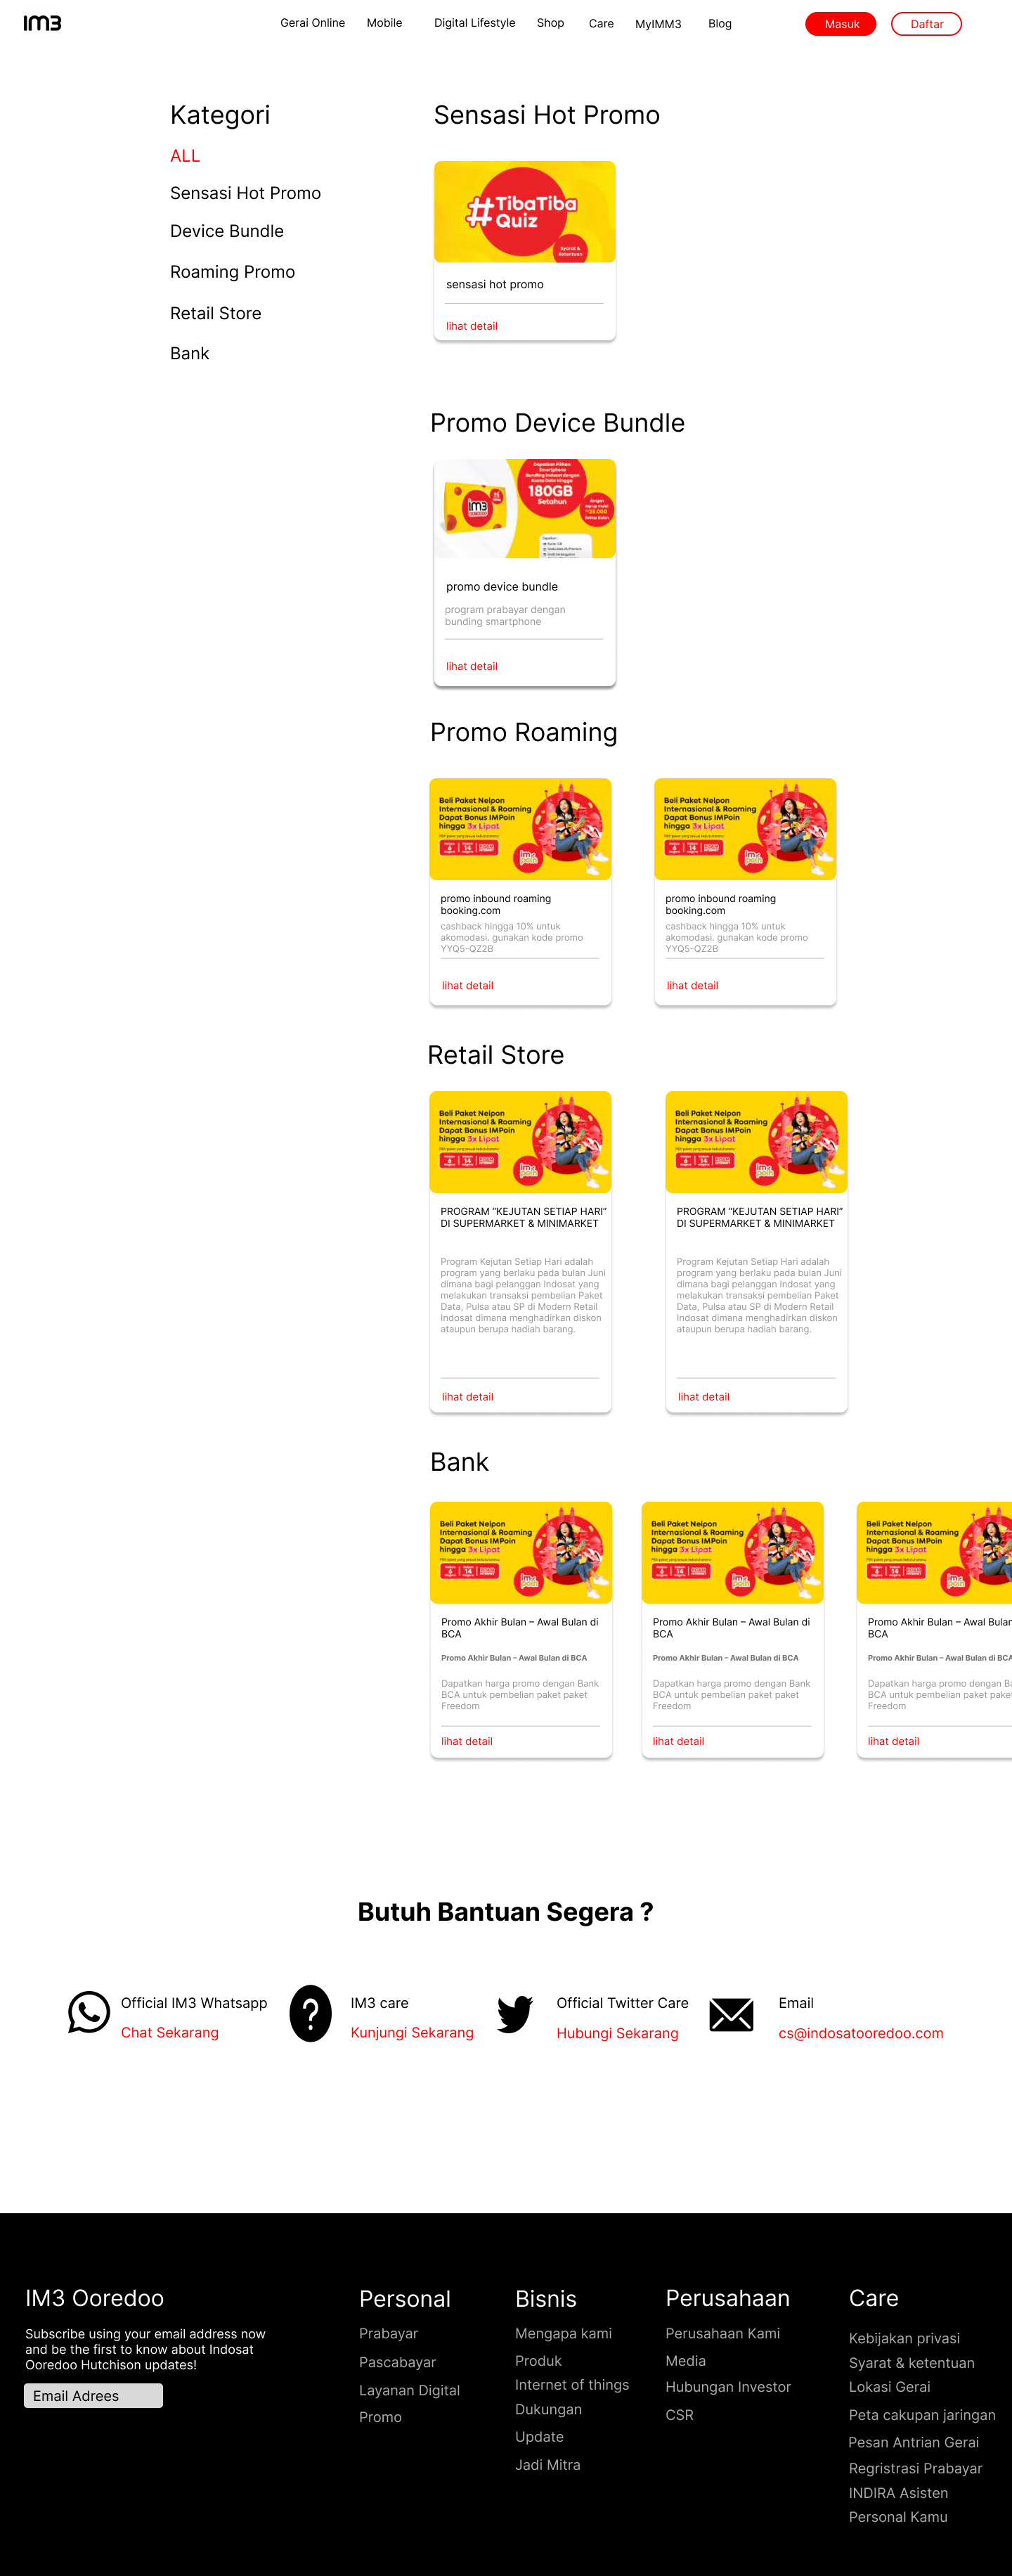 IM3
Gerai Online
Mobile
Digital Lifestyle
Shop
Care
MyIMM3
Blog
Masuk
Daftar
Kategori
ALL
Sensasi Hot Promo
Device Bundle
Roaming Promo
Retail Store
Bank
Sensasi Hot Promo
#TibaTiba
Quiz
Syarat &
Ketentuan
sensasi hot promo
lihat detail
Promo Device Bundle
Dapatkan Pilihan
Smartphone
Bundling Indosat dengan
Kuota Data hingga
180GB
Setahun
im3
promo device bundle
program prabayar dengan
bunding smartphone
lihat detail
Promo Roaming
Beli Paket Nelpon
Internasional & Roaming
Dapat Bonus IMPoin
hingga 3x Lipat
promo inbound roaming
booking.com
cashback hingga 10% untuk
akomodasi. gunakan kode promo
YYQ5-QZ2B
lihat detail
Beli Paket Nelpon
Internasional & Roaming
Dapat Bonus IMPoin
hingga 3x Lipat
promo inbound roaming
booking.com
cashback hingga 10% untuk
akomodasi. gunakan kode promo
YYQ5-QZ2B
lihat detail
Retail Store
Beli Paket Nelpon
Internasional & Roaming
Dapat Bonus IMPoin
hingga 3x Lipat
PROGRAM “KEJUTAN SETIAP HARI”
DI SUPERMARKET & MINIMARKET
Program Kejutan Setiap Hari adalah
program yang berlaku pada bulan Juni
dimana bagi pelanggan Indosat yang
melakukan transaksi pembelian Paket
Data, Pulsa atau SP di Modern Retail
Indosat dimana menghadirkan diskon
ataupun berupa hadiah barang.
lihat detail
Beli Paket Nelpon
Internasional & Roaming
Dapat Bonus IMPoin
hingga 3x Lipat
PROGRAM “KEJUTAN SETIAP HARI”
DI SUPERMARKET & MINIMARKET
Program Kejutan Setiap Hari adalah
program yang berlaku pada bulan Juni
dimana bagi pelanggan Indosat yang
melakukan transaksi pembelian Paket
Data, Pulsa atau SP di Modern Retail
Indosat dimana menghadirkan diskon
ataupun berupa hadiah barang.
lihat detail
Bank
Beli Paket Nelpon
Internasional & Roaming
Dapat Bonus IMPoin
hingga 3x Lipat
Promo Akhir Bulan – Awal Bulan di
BCA
Promo Akhir Bulan – Awal Bulan di BCA
Dapatkan harga promo dengan Bank
BCA untuk pembelian paket paket
Freedom
lihat detail
Beli Paket Nelpon
Internasional & Roaming
Dapat Bonus IMPoin
hingga 3x Lipat
Promo Akhir Bulan – Awal Bulan di
BCA
Promo Akhir Bulan – Awal Bulan di BCA
Dapatkan harga promo dengan Bank
BCA untuk pembelian paket paket
Freedom
lihat detail
Beli Paket Nelpon
Internasional & Roaming
Dapat Bonus IMPoin
hingga 3x Lipat
Promo Akhir Bulan – Awal Bulan
BCA
Promo Akhir Bulan – Awal Bulan di BCA
Dapatkan harga promo dengan
BCA untuk pembelian paket
Freedom
lihat detail
Butuh Bantuan Segera ?
Official IM3 Whatsapp
Chat Sekarang
IM3 care
Kunjungi Sekarang
Official Twitter Care
Hubungi Sekarang
Email
cs@indosatooredoo.com
IM3 Ooredoo
Subscribe using your email address now
and be the first to know about Indosat
Ooredoo Hutchison updates!
Email Adrees
Personal
Prabayar
Pascabayar
Layanan Digital
Promo
Bisnis
Mengapa kami
Produk
Internet of things
Dukungan
Update
Jadi Mitra
Perusahaan
Perusahaan Kami
Media
Hubungan Investor
CSR
Care
Kebijakan privasi
Syarat & ketentuan
Lokasi Gerai
Peta cakupan jaringan
Pesan Antrian Gerai
Regristrasi Prabayar
INDIRA Asisten
Personal Kamu